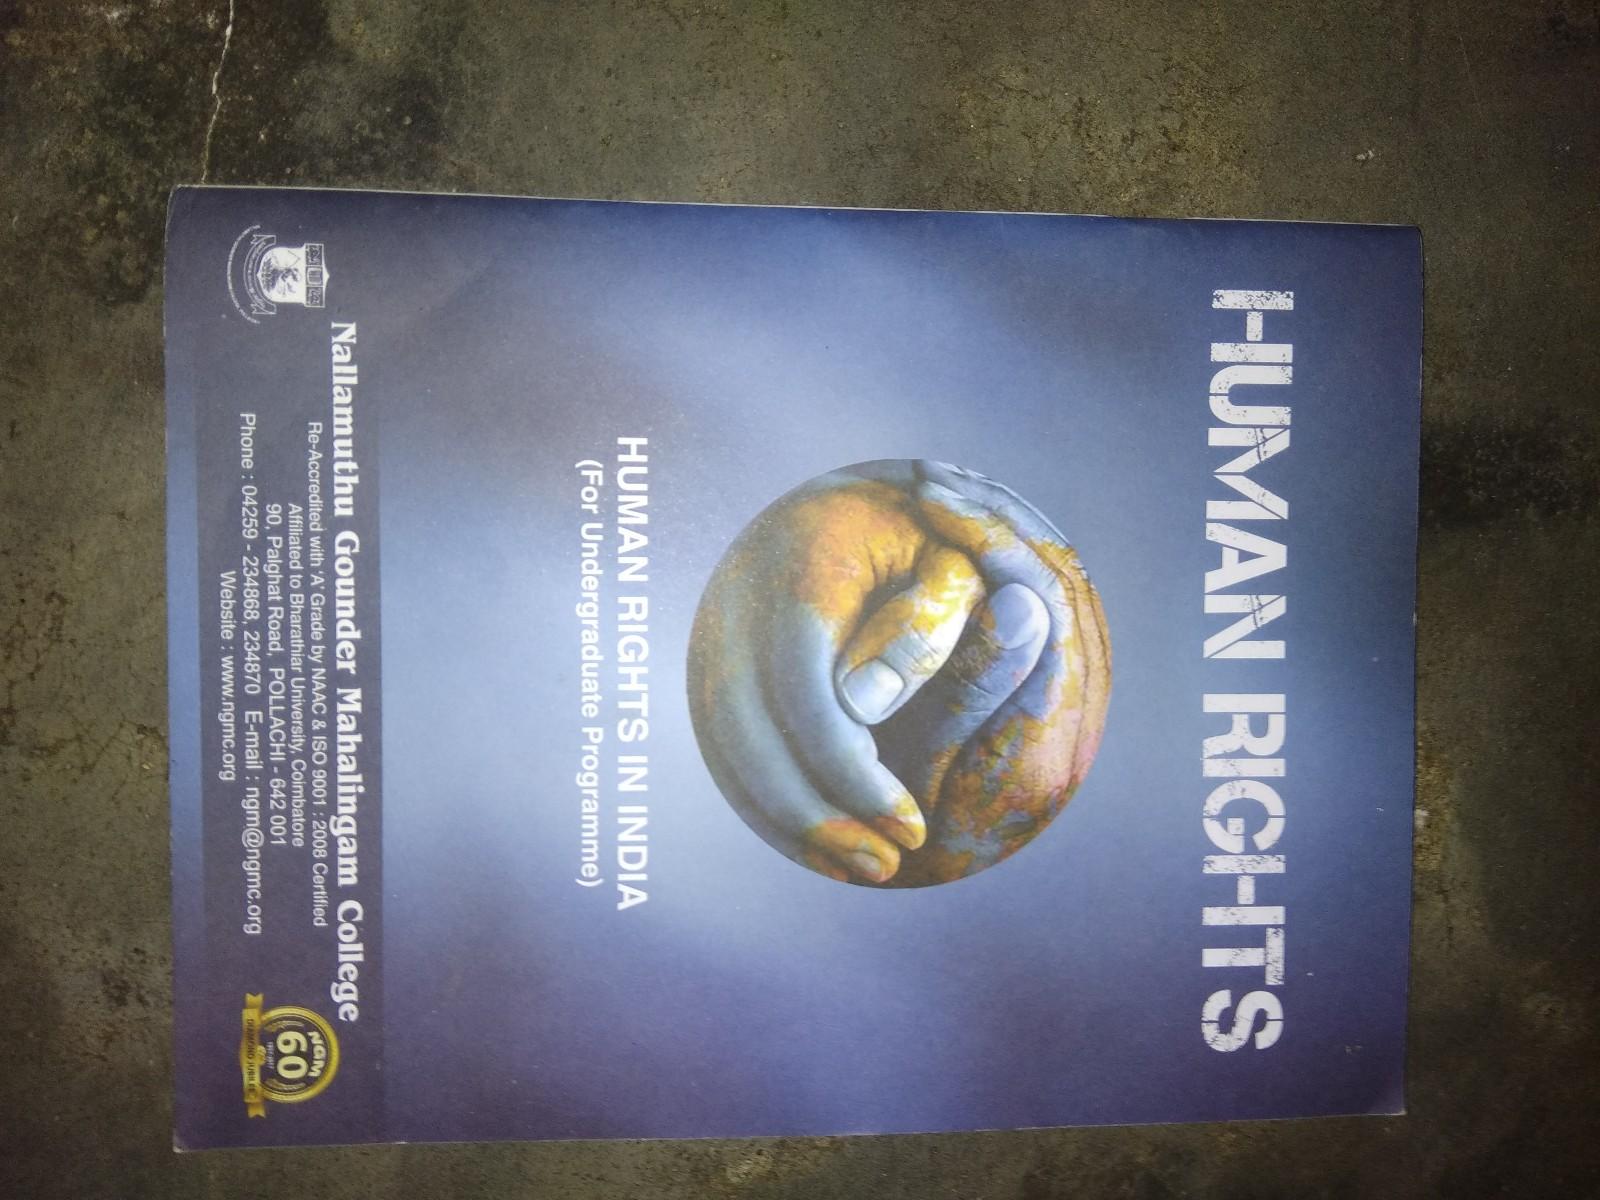 HUMAN RIGHTS
HUMAN RIGHTS IN INDIA
(For Undergraduate Programme)
Nallamuthu Gounder Mahalingam College
Re-Accredited with 'A' Grade by NAAC & ISO 9001 : 2008 Certified
Affiliated to Bharathiar University, Coimbatore
90, Palghat Road, POLLACHI - 642 001
Phone : 04259 - 234868, 234870 E-mail : ngm@ngmc.org
Website : www.ngmc.org
NGM
60
DIAMOND JUBILEE